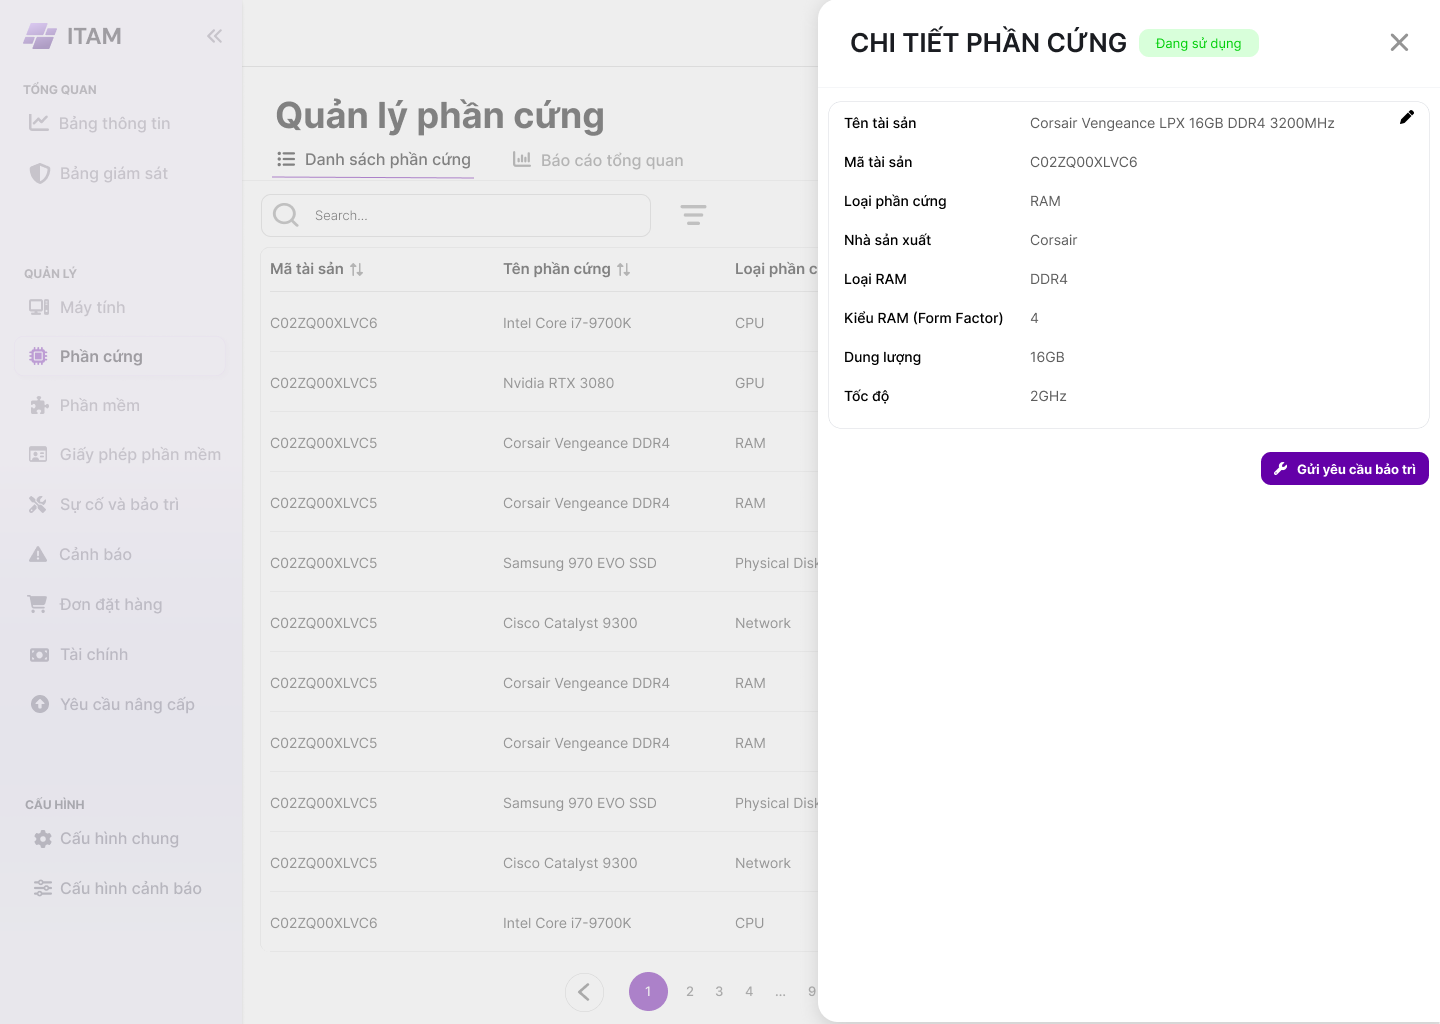 ITAM
TỔNG QUAN
Bảng thông tin
Bảng giám sát
QUẢN LÝ
Máy tính
Phần cứng
Phần mềm
Giấy phép phần mềm
Sự cố và bảo trì
Cảnh báo
Đơn đặt hàng
Tài chính
Yêu cầu nâng cấp
CẤU HÌNH
Cấu hình chung
Cấu hình cảnh báo
Quản lý phần cứng
Danh sách phần cứng Báo cáo tổng quan
Search...
Mã tài sản Tên phần cứng Loại phần c
C02ZQ00XLVC6 Intel Core i7-9700K CPU
C02ZQ00XLVC5 Nvidia RTX 3080 GPU
C02ZQ00XLVC5 Corsair Vengeance DDR4 RAM
C02ZQ00XLVC5 Corsair Vengeance DDR4 RAM
C02ZQ00XLVC5 Samsung 970 EVO SSD Physical Disk
C02ZQ00XLVC5 Cisco Catalyst 9300 Network
C02ZQ00XLVC5 Corsair Vengeance DDR4 RAM
C02ZQ00XLVC5 Corsair Vengeance DDR4 RAM
C02ZQ00XLVC5 Samsung 970 EVO SSD Physical Disk
C02ZQ00XLVC5 Cisco Catalyst 9300 Network
C02ZQ00XLVC6 Intel Core i7-9700K CPU
1 2 3 4 ... 9
CHI TIẾT PHẦN CỨNG Đang sử dụng
Tên tài sản Corsair Vengeance LPX 16GB DDR4 3200MHz
Mã tài sản C02ZQ00XLVC6
Loại phần cứng RAM
Nhà sản xuất Corsair
Loại RAM DDR4
Kiểu RAM (Form Factor) 4
Dung lượng 16GB
Tốc độ 2GHz
Gửi yêu cầu bảo trì